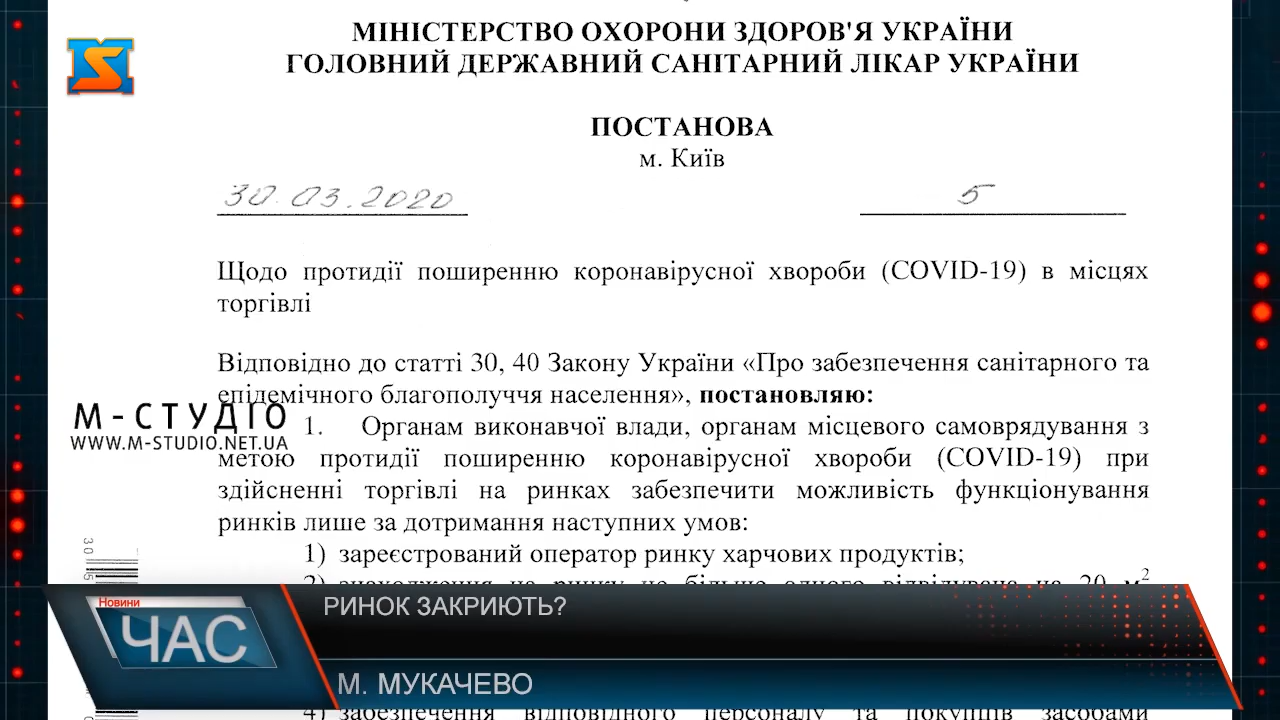 МІНІСТЕРСТВО ОХОРОНИ ЗДОРОВ'Я УКРАЇНИ
ГОЛОВНИЙ ДЕРЖАВНИЙ САНІТАРНИЙ ЛІКАР УКРАЇНИ
ПОСТАНОВА
м. Київ
30.03.2020
5
Щодо протидії поширенню коронавірусної хвороби (COVID-19) в місцях
торгівлі
Відповідно до статті 30, 40 Закону України «Про забезпечення санітарного та
епідемічного благополуччя населення», постановляю:
1. Органам виконавчої влади, органам місцевого самоврядування з
метою протидії поширенню коронавірусної хвороби (COVID-19) при
здійсненні торгівлі на ринках забезпечити можливість функціонування
ринків лише за дотримання наступних умов:
1) зареєстрований оператор ринку харчових продуктів;
М-СТУДІО
WWW.M-STUDIO.NET.UA
Новини
ЧАС
РИНОК ЗАКРИЮТЬ?
М. МУКАЧЕВО
4) забезпечення відповідного персоналу та покупців засобами